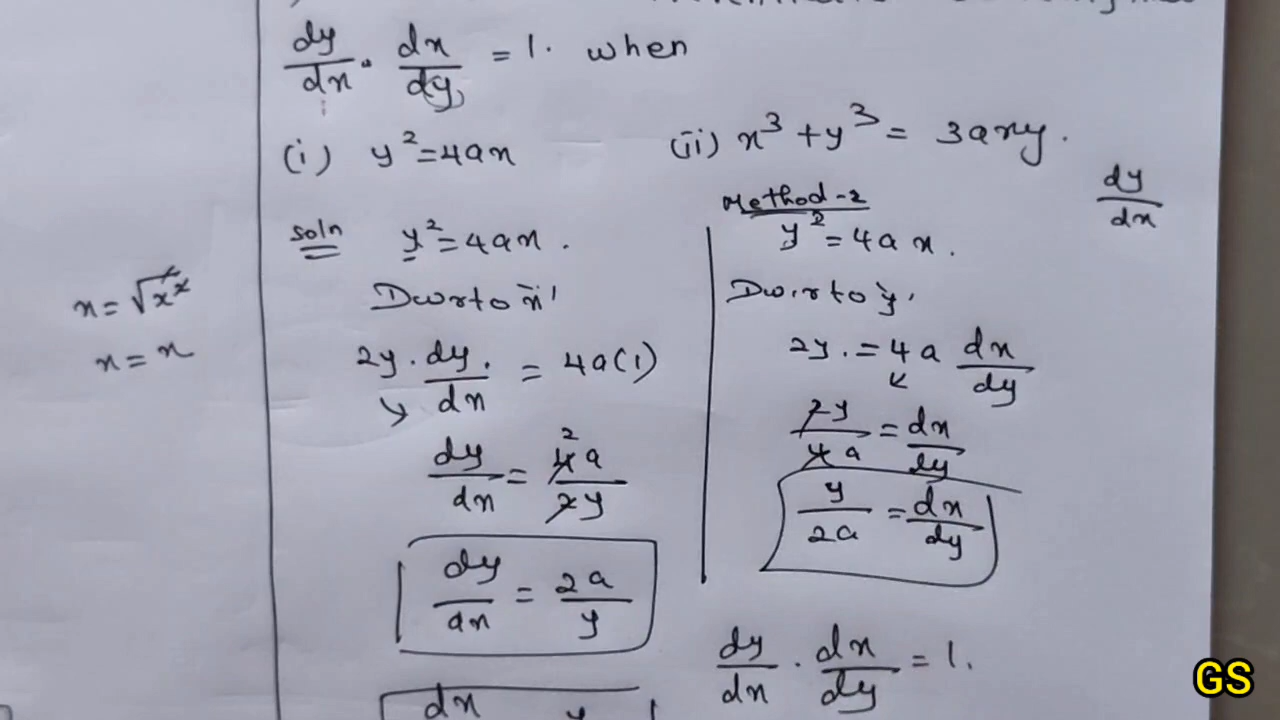 dy/dx . dx/dy = 1. when
(i) y² = 4ax
(ii) x³ + y³ = 3axy.
dy/dx
soln y² = 4ax.
D w r to 'x'
2y . dy/dx = 4a(1)
dy/dx = 4a/2y
2
dy/dx = 2a/y
dx y
x = √x²
x = x
Method-2
y² = 4ax.
D w.r to 'y'
2y. = 4a dx/dy
2y/4a = dx/dy
y/2a = dx/dy
dy/dx . dx/dy = 1.
GS